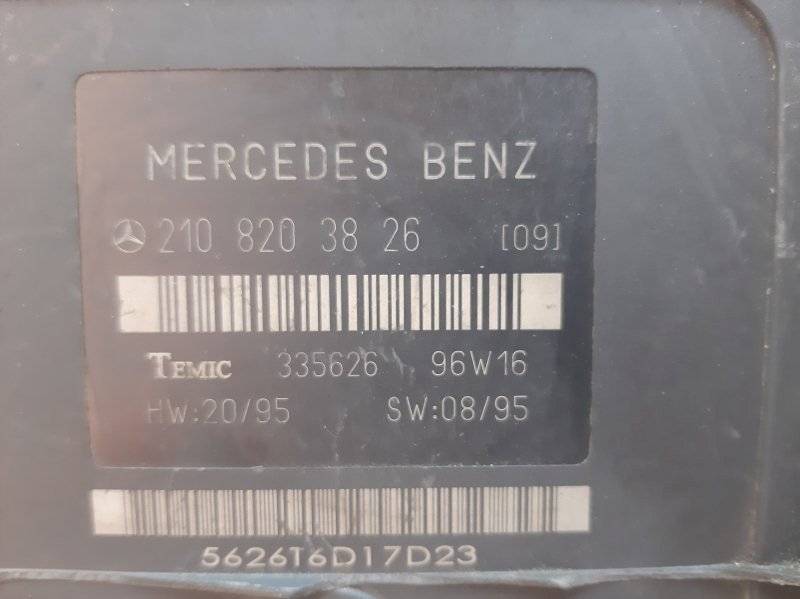 MERCEDES BENZ
210 820 38 26 [09]
TEMIC 335626 96W16
HW:20/95 SW:08/95
5626T6D17D23